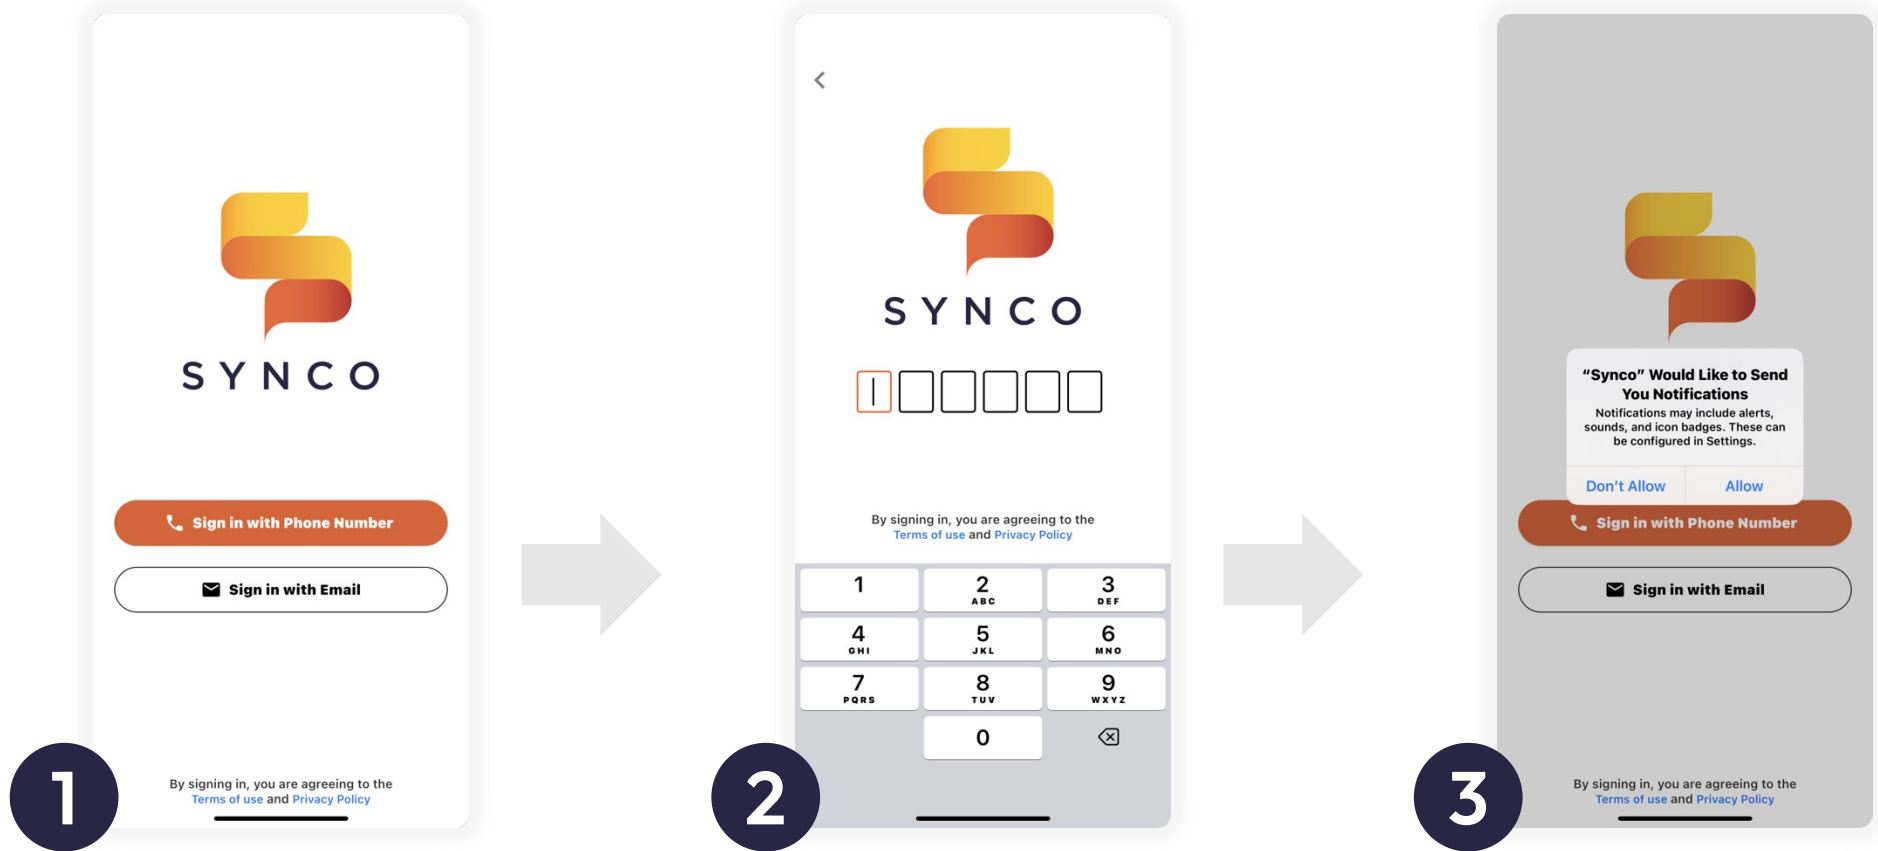 SYNCO
Sign in with Phone Number
Sign in with Email
By signing in, you are agreeing to the
Terms of use and Privacy Policy
1
SYNCO
By signing in, you are agreeing to the
Terms of use and Privacy Policy
1
2
ABC
3
DEF
4
GHI
5
JKL
6
MNO
7
PQRS
8
TUV
9
WXYZ
0
2
“Synco” Would Like to Send
You Notifications
Notifications may include alerts,
sounds, and icon badges. These can
be configured in Settings.
Don’t Allow
Allow
Sign in with Phone Number
Sign in with Email
By signing in, you are agreeing to the
Terms of use and Privacy Policy
3